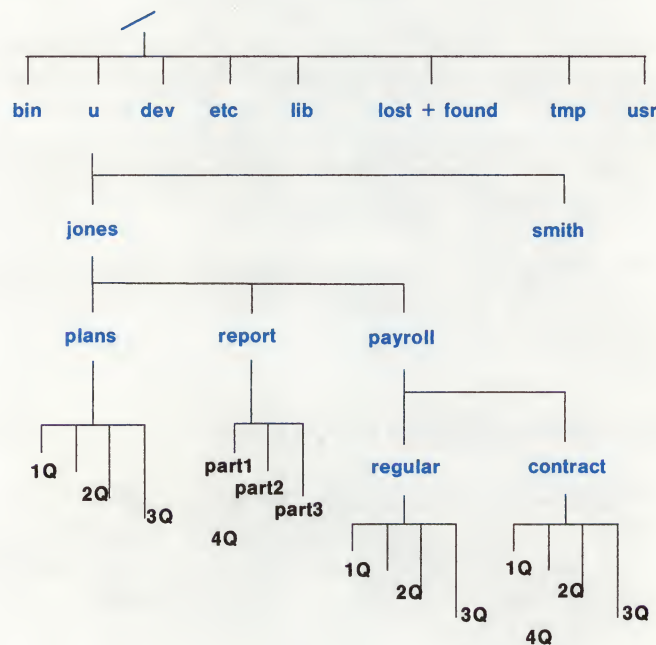 /
bin u dev etc lib lost + found tmp usr
jones smith
plans report payroll
1Q part1
2Q part2
3Q part3
4Q
regular contract
1Q 1Q
2Q 2Q
3Q 3Q
4Q